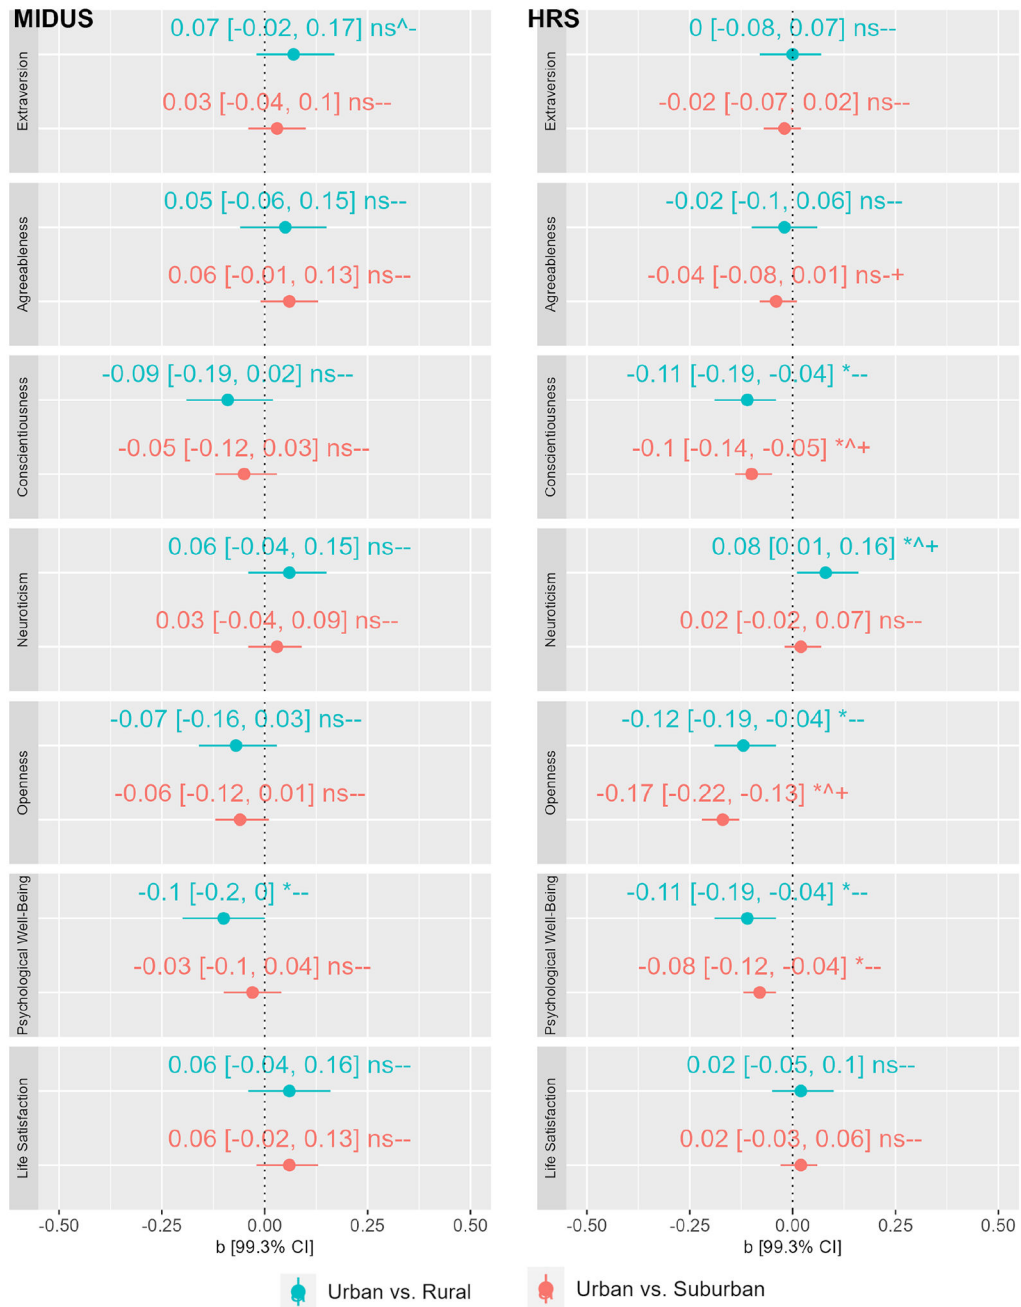 MIDUS
Extraversion
0.07 [-0.02, 0.17] ns^-
0.03 [-0.04, 0.1] ns--
Agreeableness
0.05 [-0.06, 0.15] ns--
0.06 [-0.01, 0.13] ns--
Conscientiousness
-0.09 [-0.19, 0.02] ns--
-0.05 [-0.12, 0.03] ns--
Neuroticism
0.06 [-0.04, 0.15] ns--
0.03 [-0.04, 0.09] ns--
Openness
-0.07 [-0.16, 0.03] ns--
-0.06 [-0.12, 0.01] ns--
Psychological Well-Being
-0.1 [-0.2, 0] *--
-0.03 [-0.1, 0.04] ns--
Life Satisfaction
0.06 [-0.04, 0.16] ns--
0.06 [-0.02, 0.13] ns--
-0.50 -0.25 0.00 0.25 0.50
b [99.3% CI]
HRS
Extraversion
0 [-0.08, 0.07] ns--
-0.02 [-0.07, 0.02] ns--
Agreeableness
-0.02 [-0.1, 0.06] ns--
-0.04 [-0.08, 0.01] ns-+
Conscientiousness
-0.11 [-0.19, -0.04] *--
-0.1 [-0.14, -0.05] *^+
Neuroticism
0.08 [0.01, 0.16] *^+
0.02 [-0.02, 0.07] ns--
Openness
-0.12 [-0.19, -0.04] *--
-0.17 [-0.22, -0.13] *^+
Psychological Well-Being
-0.11 [-0.19, -0.04] *--
-0.08 [-0.12, -0.04] *--
Life Satisfaction
0.02 [-0.05, 0.1] ns--
0.02 [-0.03, 0.06] ns--
-0.50 -0.25 0.00 0.25 0.50
b [99.3% CI]
Urban vs. Rural
Urban vs. Suburban